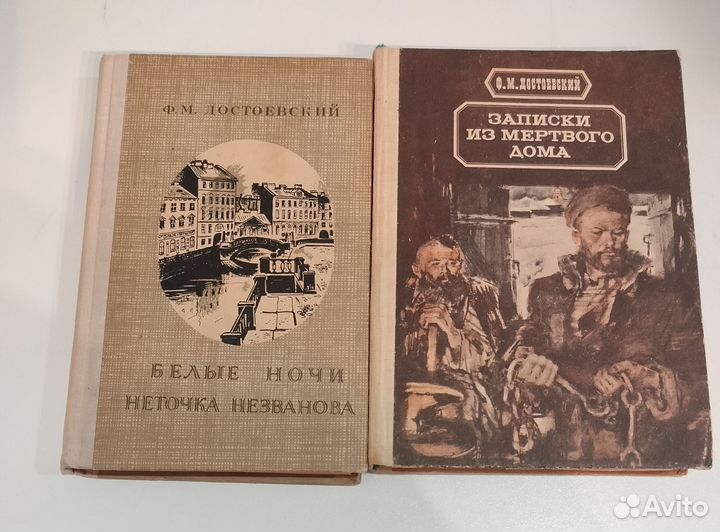 Ф.М. ДОСТОЕВСКИЙ
БЕЛЫЕ НОЧИ
НЕТОЧКА НЕЗВАНОВА
Ф.М.ДОСТОЕВСКИЙ
ЗАПИСКИ
ИЗ МЕРТВОГО
ДОМА
Avito